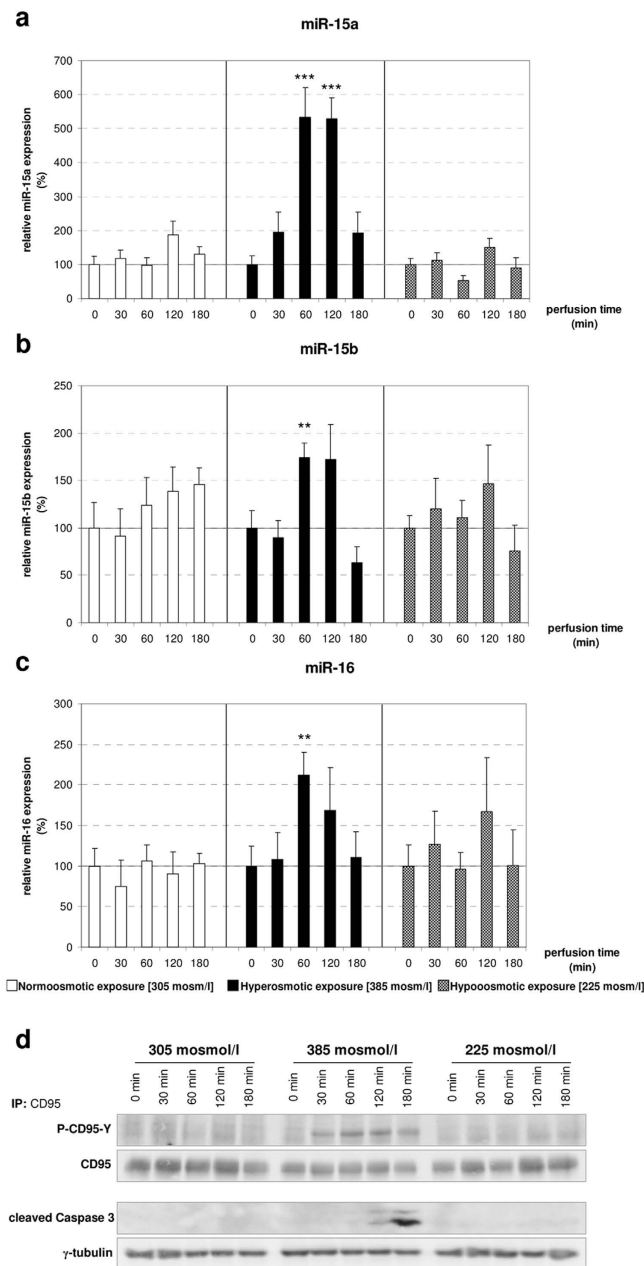 a
miR-15a
relative miR-15a expression
(%)
700
600
500
400
300
200
100
0
***
***
0 30 60 120 180 0 30 60 120 180 0 30 60 120 180
perfusion time
(min)
b
miR-15b
relative miR-15b expression
(%)
250
200
150
100
50
0
**
0 30 60 120 180 0 30 60 120 180 0 30 60 120 180
perfusion time
(min)
c
miR-16
relative miR-16 expression
(%)
300
250
200
150
100
50
0
**
0 30 60 120 180 0 30 60 120 180 0 30 60 120 180
perfusion time
(min)
Normoosmotic exposure [305 mosm/l] Hyperosmotic exposure [385 mosm/l] Hypooosmotic exposure [225 mosm/l]
d
305 mosmol/l 385 mosmol/l 225 mosmol/l
0 min 30 min 60 min 120 min 180 min 0 min 30 min 60 min 120 min 180 min 0 min 30 min 60 min 120 min 180 min
IP: CD95
P-CD95-Y
CD95
cleaved Caspase 3
γ-tubulin